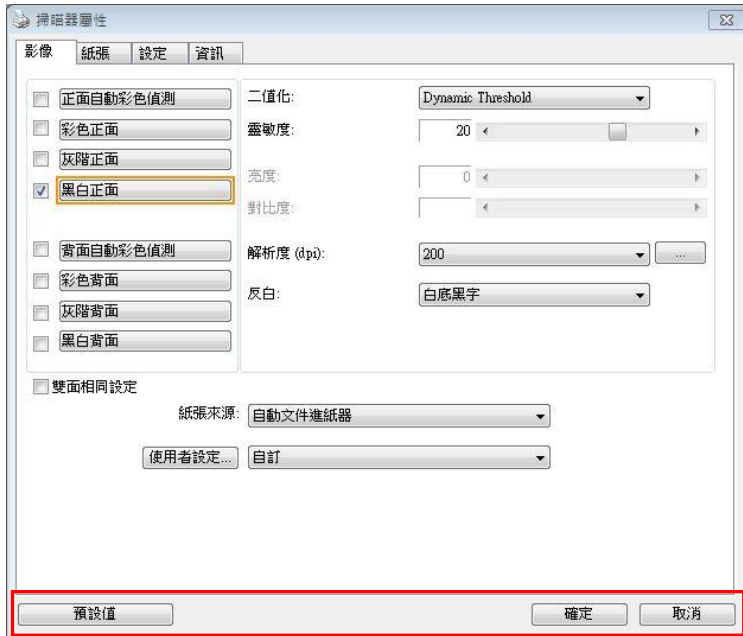 掃瞄器屬性
影像 紙張 設定 資訊
正面自動彩色偵測
彩色正面
灰階正面
黑白正面
背面自動彩色偵測
彩色背面
灰階背面
黑白背面
二值化: Dynamic Threshold
靈敏度: 20
亮度: 0
對比度:
解析度 (dpi): 200 ...
反白: 白底黑字
雙面相同設定
紙張來源: 自動文件進紙器
使用者設定... 自訂
預設值 確定 取消